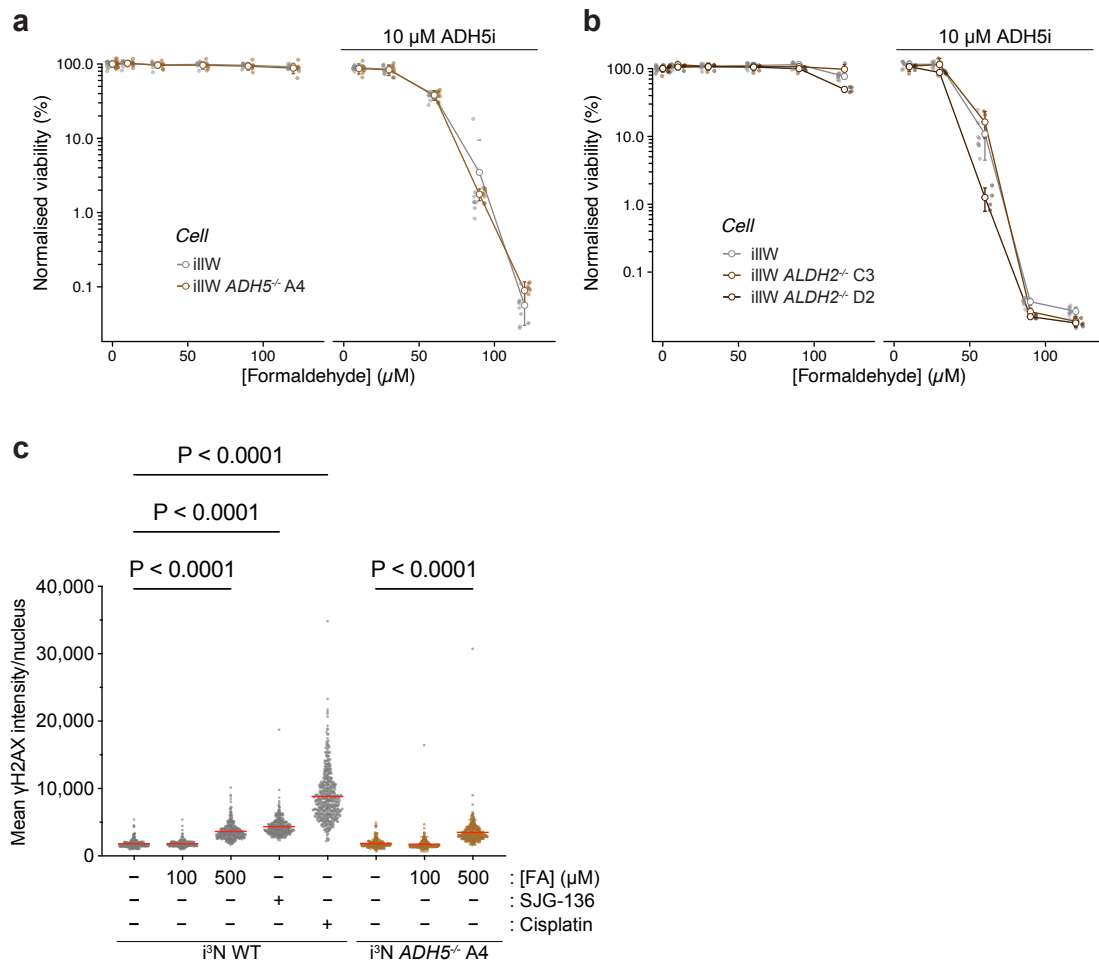 a
10 µM ADH5i
100.0
10.0
1.0
0.1
Normalised viability (%)
Cell
iIIW
iIIW ADH5-/- A4
0 50 100 0 50 100
[Formaldehyde] (µM)
b
10 µM ADH5i
100.0
10.0
1.0
0.1
Normalised viability (%)
Cell
iIIW
iIIW ALDH2-/- C3
iIIW ALDH2-/- D2
0 50 100 0 50 100
[Formaldehyde] (µM)
c
P < 0.0001
P < 0.0001
P < 0.0001 P < 0.0001
40,000
30,000
20,000
10,000
0
Mean γH2AX intensity/nucleus
– 100 500 – – – 100 500 : [FA] (µM)
– – – + – – – – : SJG-136
– – – – + – – – : Cisplatin
i³N WT i³N ADH5-/- A4